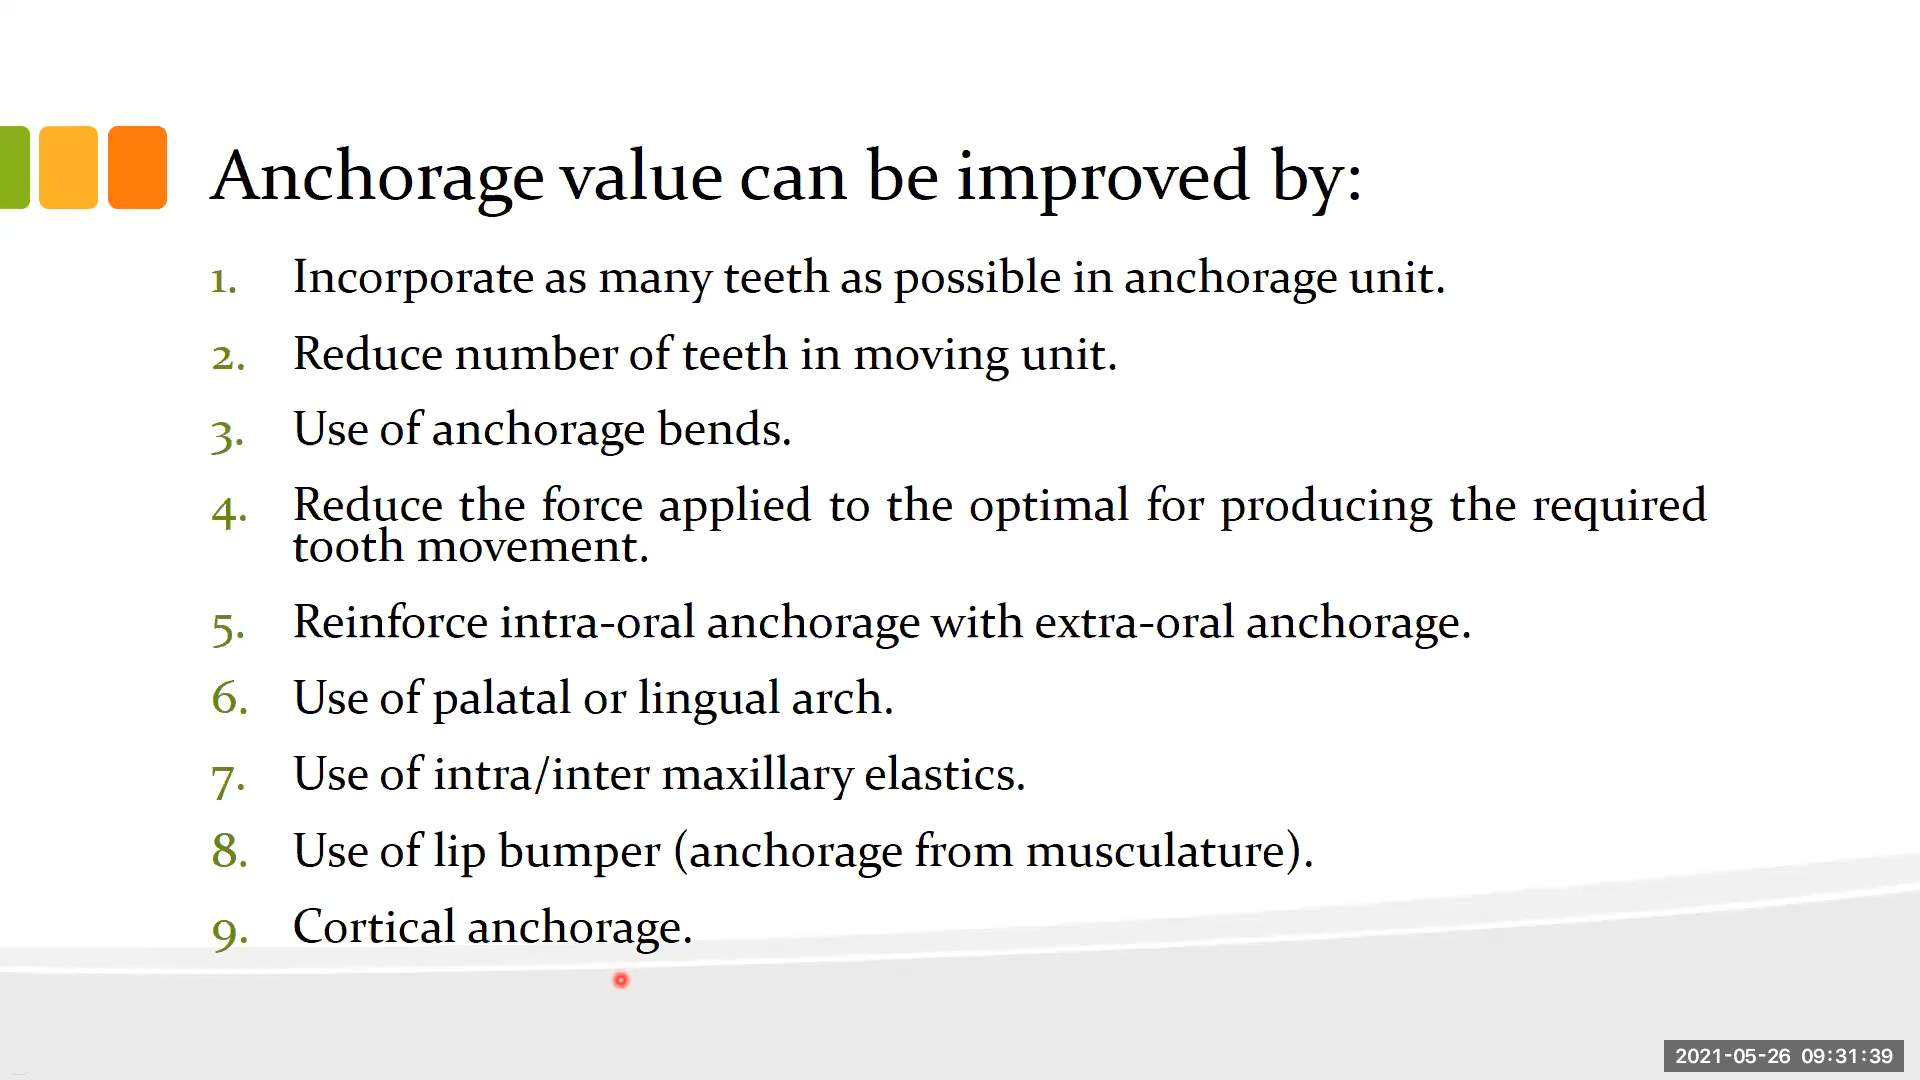 Anchorage value can be improved by:
1. Incorporate as many teeth as possible in anchorage unit.
2. Reduce number of teeth in moving unit.
3. Use of anchorage bends.
4. Reduce the force applied to the optimal for producing the required
tooth movement.
5. Reinforce intra-oral anchorage with extra-oral anchorage.
6. Use of palatal or lingual arch.
7. Use of intra/inter maxillary elastics.
8. Use of lip bumper (anchorage from musculature).
9. Cortical anchorage.
2021-05-26 09:31:39